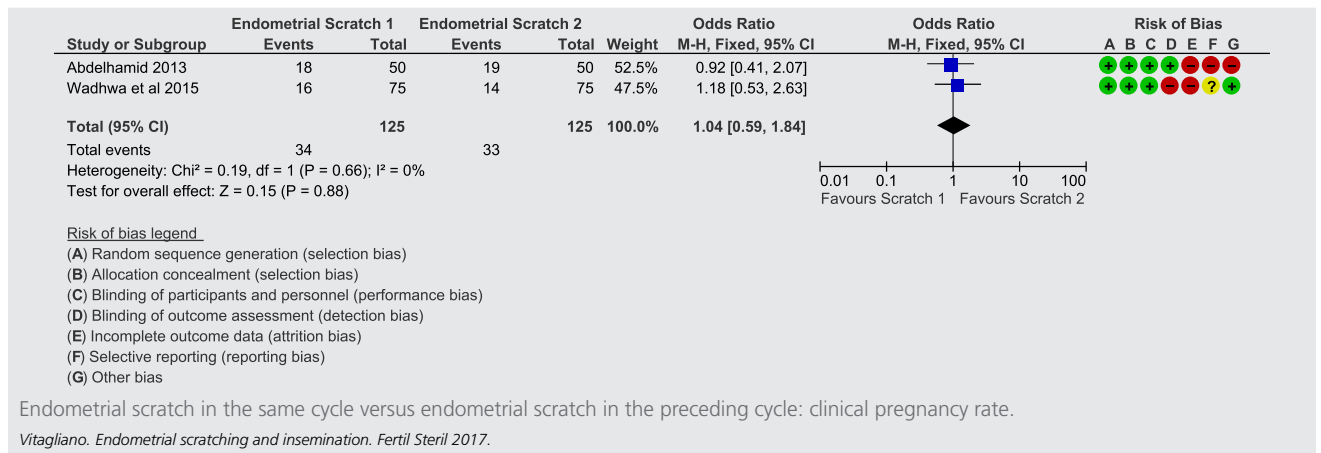 Endometrial Scratch 1 Endometrial Scratch 2 Odds Ratio Odds Ratio Risk of Bias
Study or Subgroup Events Total Events Total Weight M-H, Fixed, 95% CI M-H, Fixed, 95% CI A B C D E F G
Abdelhamid 2013 18 50 19 50 52.5% 0.92 [0.41, 2.07] + + + + − − −
Wadhwa et al 2015 16 75 14 75 47.5% 1.18 [0.53, 2.63] + + + − − ? +
Total (95% CI) 125 125 100.0% 1.04 [0.59, 1.84]
Total events 34 33
Heterogeneity: Chi² = 0.19, df = 1 (P = 0.66); I² = 0%
Test for overall effect: Z = 0.15 (P = 0.88)
0.01 0.1 1 10 100
Favours Scratch 1 Favours Scratch 2
Risk of bias legend
(A) Random sequence generation (selection bias)
(B) Allocation concealment (selection bias)
(C) Blinding of participants and personnel (performance bias)
(D) Blinding of outcome assessment (detection bias)
(E) Incomplete outcome data (attrition bias)
(F) Selective reporting (reporting bias)
(G) Other bias
Endometrial scratch in the same cycle versus endometrial scratch in the preceding cycle: clinical pregnancy rate.
Vitagliano. Endometrial scratching and insemination. Fertil Steril 2017.